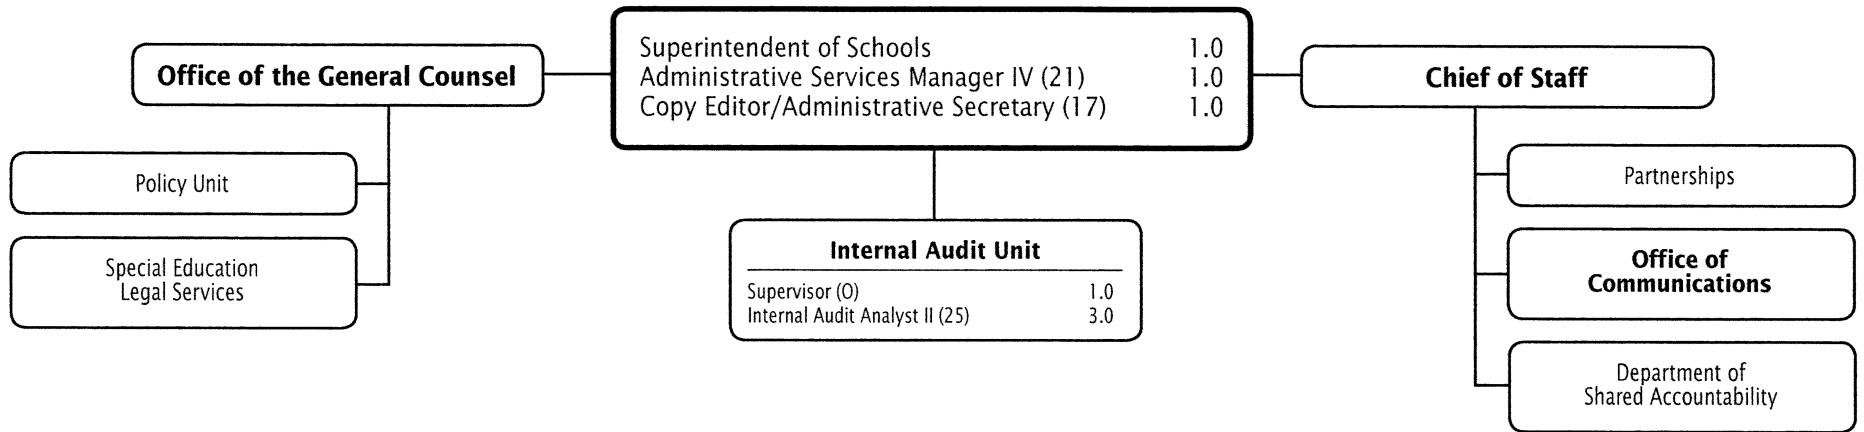 Office of the General Counsel
Policy Unit
Special Education
Legal Services
Superintendent of Schools 1.0
Administrative Services Manager IV (21) 1.0
Copy Editor/Administrative Secretary (17) 1.0
Internal Audit Unit
Supervisor (O) 1.0
Internal Audit Analyst II (25) 3.0
Chief of Staff
Partnerships
Office of
Communications
Department of
Shared Accountability